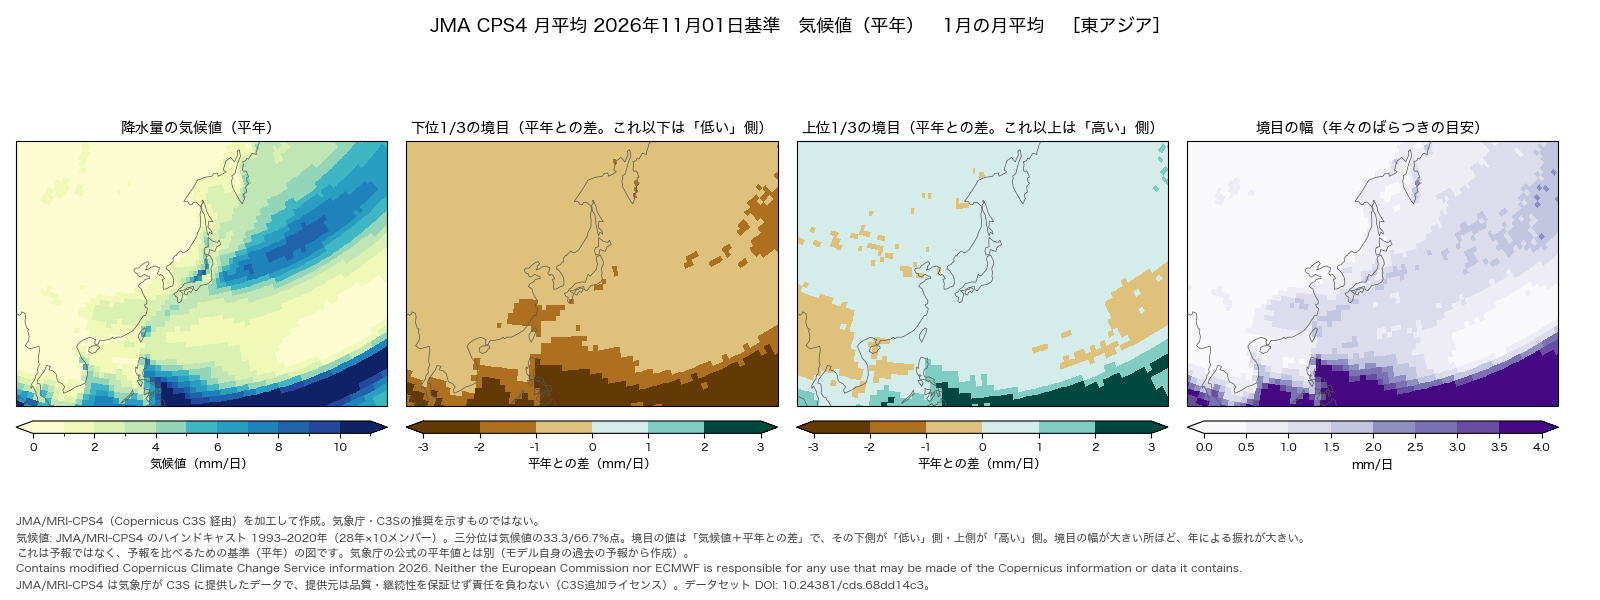 JMA CPS4 月平均 2026年11月01日基準　気候値（平年）　1月の月平均　［東アジア］
降水量の気候値（平年）
下位1/3の境目（平年との差。これ以下は「低い」側）
上位1/3の境目（平年との差。これ以上は「高い」側）
境目の幅（年々のばらつきの目安）
0 2 4 6 8 10
-3 -2 -1 0 1 2 3
-3 -2 -1 0 1 2 3
0.0 0.5 1.0 1.5 2.0 2.5 3.0 3.5 4.0
気候値（mm/日）
平年との差（mm/日）
平年との差（mm/日）
mm/日
JMA/MRI-CPS4（Copernicus C3S 経由）を加工して作成。気象庁・C3Sの推奨を示すものではない。
気候値: JMA/MRI-CPS4 のハインドキャスト 1993–2020年（28年×10メンバー）。三分位は気候値の33.3/66.7%点。境目の値は「気候値＋平年との差」で、その下側が「低い」側・上側が「高い」側。境目の幅が大きい所ほど、年による振れが大きい。
これは予報ではなく、予報を比べるための基準（平年）の図です。気象庁の公式の平年値とは別（モデル自身の過去の予報から作成）。
Contains modified Copernicus Climate Change Service information 2026. Neither the European Commission nor ECMWF is responsible for any use that may be made of the Copernicus information or data it contains.
JMA/MRI-CPS4 は気象庁が C3S に提供したデータで、提供元は品質・継続性を保証せず責任を負わない（C3S追加ライセンス）。データセット DOI: 10.24381/cds.68dd14c3。